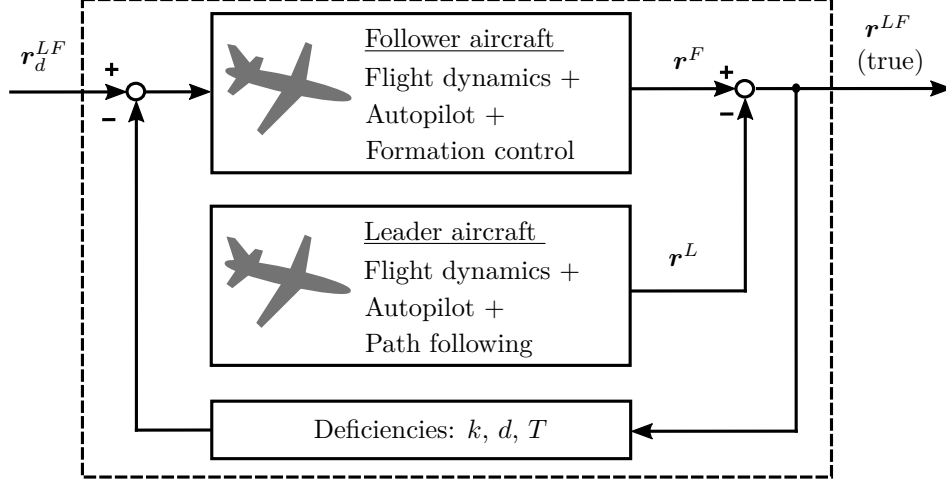 r_d^{LF}
+
−
Follower aircraft
Flight dynamics +
Autopilot +
Formation control
r^F
+
−
r^{LF}
(true)
Leader aircraft
Flight dynamics +
Autopilot +
Path following
r^L
Deficiencies: k, d, T